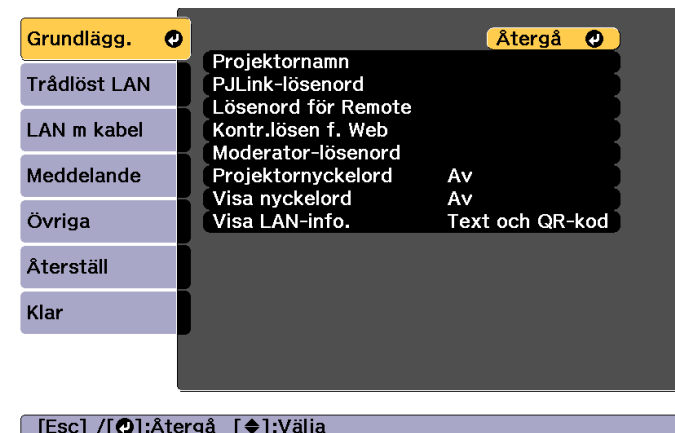 Grundlägg.
Återgå
Trådlöst LAN
LAN m kabel
Meddelande
Övriga
Återställ
Klar
Projektornamn
PJLink-lösenord
Lösenord för Remote
Kontr.lösen f. Web
Moderator-lösenord
Projektornyckelord Av
Visa nyckelord Av
Visa LAN-info. Text och QR-kod
[Esc] /[⏎]:Återgå [◆]:Välja